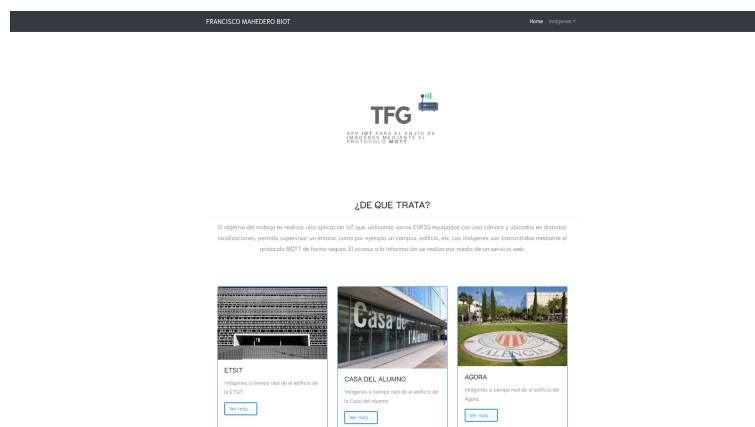 FRANCISCO MAHEDERO BIOT
Home Imágenes
TFG
APP IOT PARA EL ENVIO DE
IMÁGENES MEDIANTE EL
PROTOCOLO MQTT
¿DE QUE TRATA?
El objetivo del trabajo es realizar una aplicación IoT que, utilizando varios ESP32 equipados con una cámara y ubicados en distintas
localizaciones, permita supervisar un entorno, como por ejemplo un campus, edificio, etc. Las imágenes son transmitidas mediante el
protocolo MQTT de forma segura. El acceso a la información se realiza por medio de un servicio web.
ETSIT
Imágenes a tiempo real de el edificio de
la ETSIT
Ver más ...
Casa de
l'Alumne
CASA DEL ALUMNO
Imágenes a tiempo real de el edificio de
la Casa del alumno
Ver más ...
VALENCIA
AGORA
Imágenes a tiempo real de el edificio del
Agora
Ver más ...